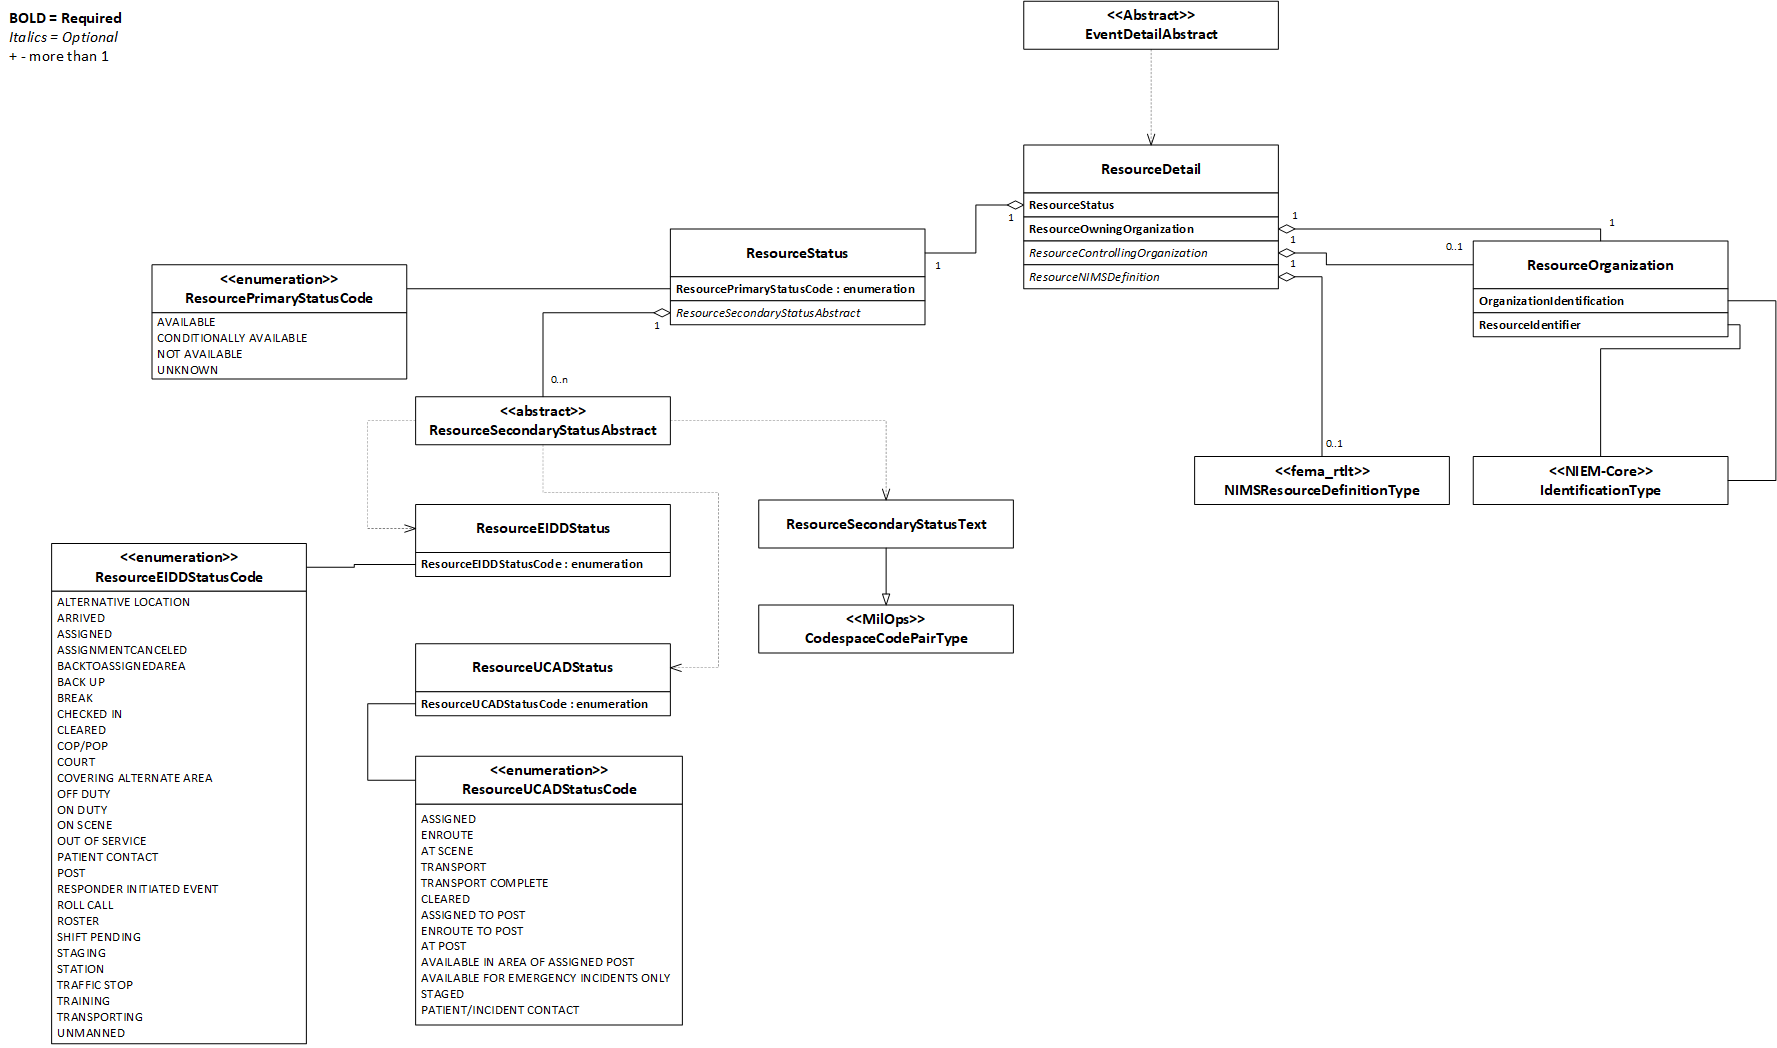 BOLD = Required
Italics = Optional
+ - more than 1
<<Abstract>>
EventDetailAbstract
ResourceDetail
ResourceStatus
ResourceOwningOrganization
ResourceControllingOrganization
ResourceNIMSDefinition
1
1
1
1
1
0..1
ResourceOrganization
OrganizationIdentification
ResourceIdentifier
ResourceStatus
ResourcePrimaryStatusCode : enumeration
ResourceSecondaryStatusAbstract
1
1
<<enumeration>>
ResourcePrimaryStatusCode
AVAILABLE
CONDITIONALLY AVAILABLE
NOT AVAILABLE
UNKNOWN
0..n
<<abstract>>
ResourceSecondaryStatusAbstract
0..1
<<fema_rtlt>>
NIMSResourceDefinitionType
<<NIEM-Core>>
IdentificationType
ResourceEIDDStatus
ResourceEIDDStatusCode : enumeration
ResourceSecondaryStatusText
<<MilOps>>
CodespaceCodePairType
<<enumeration>>
ResourceEIDDStatusCode
ALTERNATIVE LOCATION
ARRIVED
ASSIGNED
ASSIGNMENTCANCELED
BACKTOASSIGNEDAREA
BACK UP
BREAK
CHECKED IN
CLEARED
COP/POP
COURT
COVERING ALTERNATE AREA
OFF DUTY
ON DUTY
ON SCENE
OUT OF SERVICE
PATIENT CONTACT
POST
RESPONDER INITIATED EVENT
ROLL CALL
ROSTER
SHIFT PENDING
STAGING
STATION
TRAFFIC STOP
TRAINING
TRANSPORTING
UNMANNED
ResourceUCADStatus
ResourceUCADStatusCode : enumeration
<<enumeration>>
ResourceUCADStatusCode
ASSIGNED
ENROUTE
AT SCENE
TRANSPORT
TRANSPORT COMPLETE
CLEARED
ASSIGNED TO POST
ENROUTE TO POST
AT POST
AVAILABLE IN AREA OF ASSIGNED POST
AVAILABLE FOR EMERGENCY INCIDENTS ONLY
STAGED
PATIENT/INCIDENT CONTACT